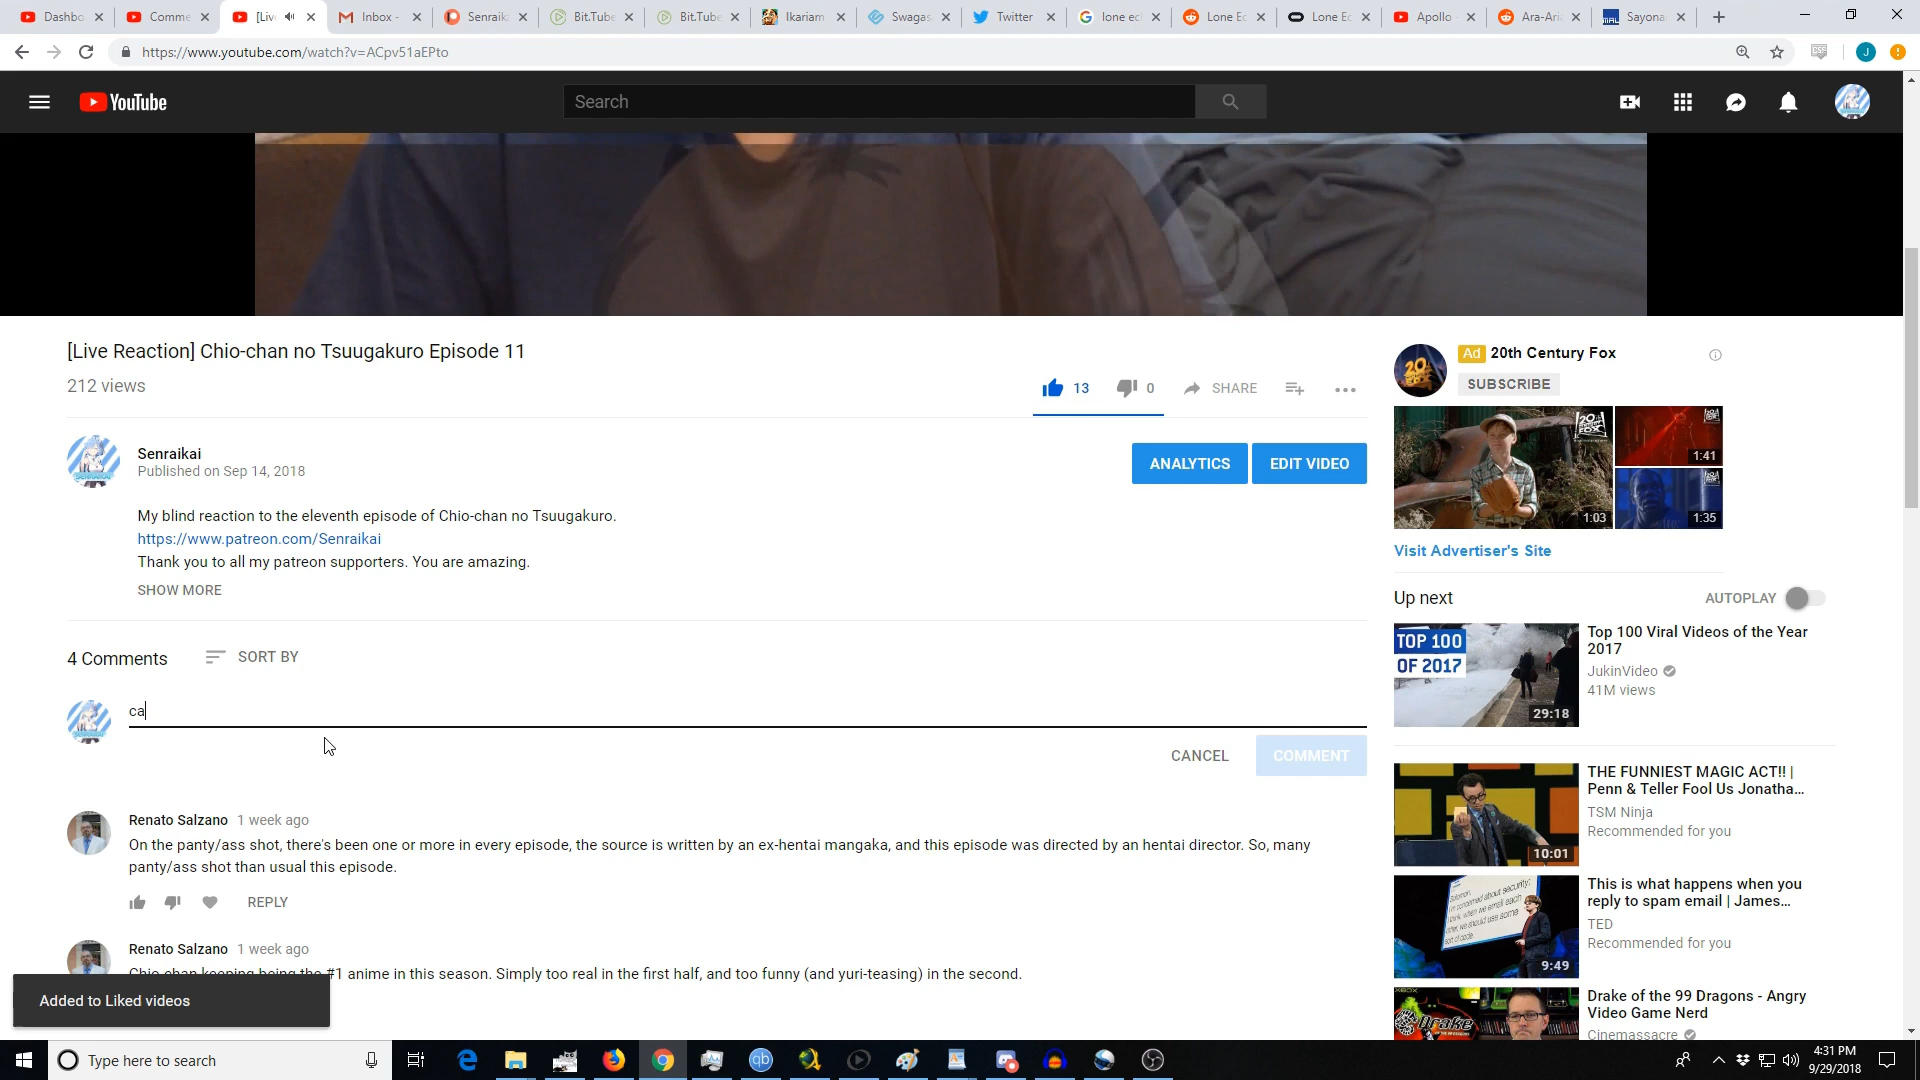 Dashbo
Comme
[Liv
Inbox -
Senraik
Bit.Tube
Bit.Tube
Ikariam
Swagas
Twitter
lone ec
Lone Ec
Lone Ec
Apollo
Ara-Aria
Sayona
https://www.youtube.com/watch?v=ACpv51aEPto
J
YouTube
Search
[Live Reaction] Chio-chan no Tsuugakuro Episode 11
212 views
13
0
SHARE
Senraikai
Published on Sep 14, 2018
ANALYTICS
EDIT VIDEO
My blind reaction to the eleventh episode of Chio-chan no Tsuugakuro.
https://www.patreon.com/Senraikai
Thank you to all my patreon supporters. You are amazing.
SHOW MORE
4 Comments
SORT BY
ca
CANCEL
COMMENT
Renato Salzano 1 week ago
On the panty/ass shot, there's been one or more in every episode, the source is written by an ex-hentai mangaka, and this episode was directed by an hentai director. So, many
panty/ass shot than usual this episode.
REPLY
Renato Salzano 1 week ago
Chio-chan keeping being the #1 anime in this season. Simply too real in the first half, and too funny (and yuri-teasing) in the second.
Added to Liked videos
Ad 20th Century Fox
SUBSCRIBE
1:03
1:41
1:35
Visit Advertiser's Site
Up next
AUTOPLAY
TOP 100
OF 2017
29:18
Top 100 Viral Videos of the Year
2017
JukinVideo
41M views
10:01
THE FUNNIEST MAGIC ACT!! |
Penn & Teller Fool Us Jonatha...
TSM Ninja
Recommended for you
9:49
This is what happens when you
reply to spam email | James...
TED
Recommended for you
Drake of the 99 Dragons - Angry
Video Game Nerd
Cinemassacre
Type here to search
4:31 PM
9/29/2018